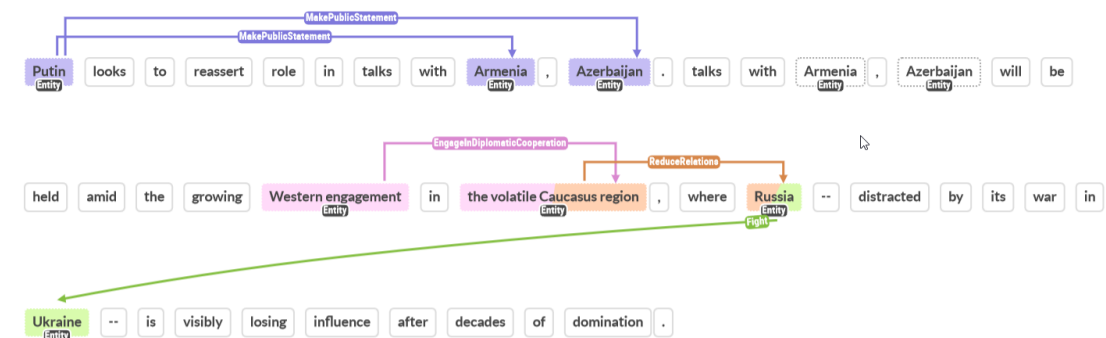 MakePublicStatement
MakePublicStatement
Putin looks to reassert role in talks with Armenia , Azerbaijan . talks with Armenia , Azerbaijan will be
Entity Entity Entity Entity Entity
EngageInDiplomaticCooperation
ReduceRelations
held amid the growing Western engagement in the volatile Caucasus region , where Russia -- distracted by its war in
Entity Entity Entity
Fight
Ukraine -- is visibly losing influence after decades of domination .
Entity